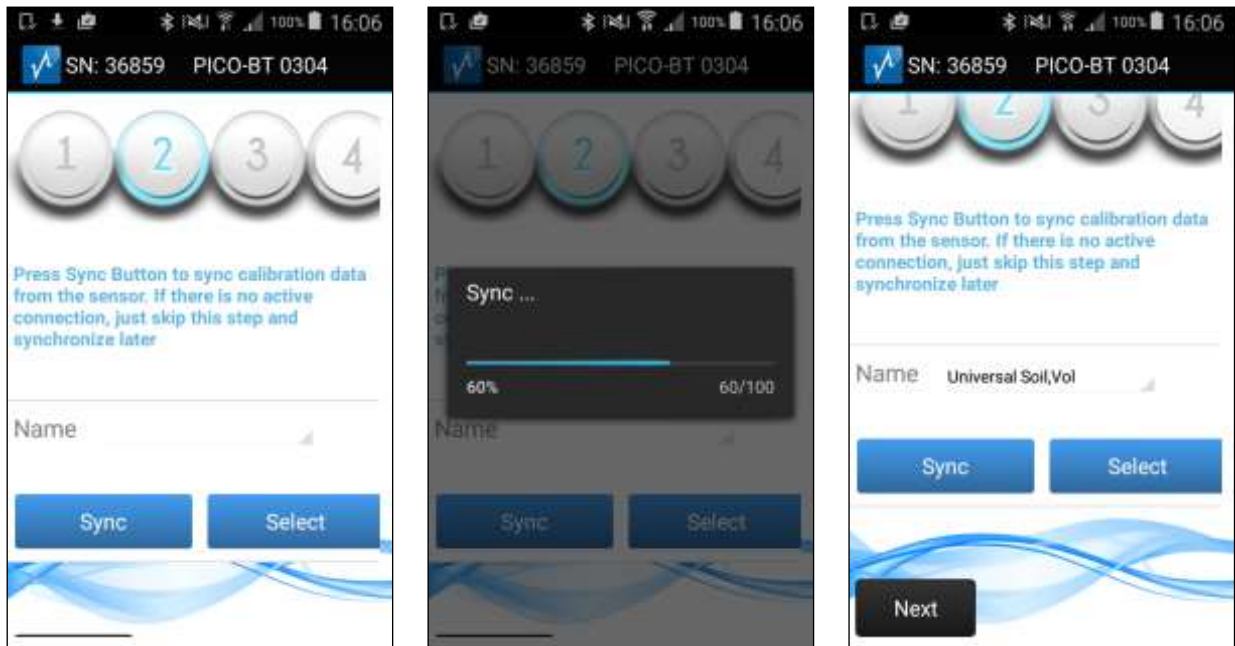 100% 16:06
SN: 36859 PICO-BT 0304
1 2 3 4
Press Sync Button to sync calibration data
from the sensor. If there is no active
connection, just skip this step and
synchronize later
Name
Sync Select
100% 16:06
SN: 36859 PICO-BT 0304
1 2 3 4
Sync ...
60% 60/100
Name
Sync Select
100% 16:06
SN: 36859 PICO-BT 0304
1 2 3 4
Press Sync Button to sync calibration data
from the sensor. If there is no active
connection, just skip this step and
synchronize later
Name Universal Soil,Vol
Sync Select
Next